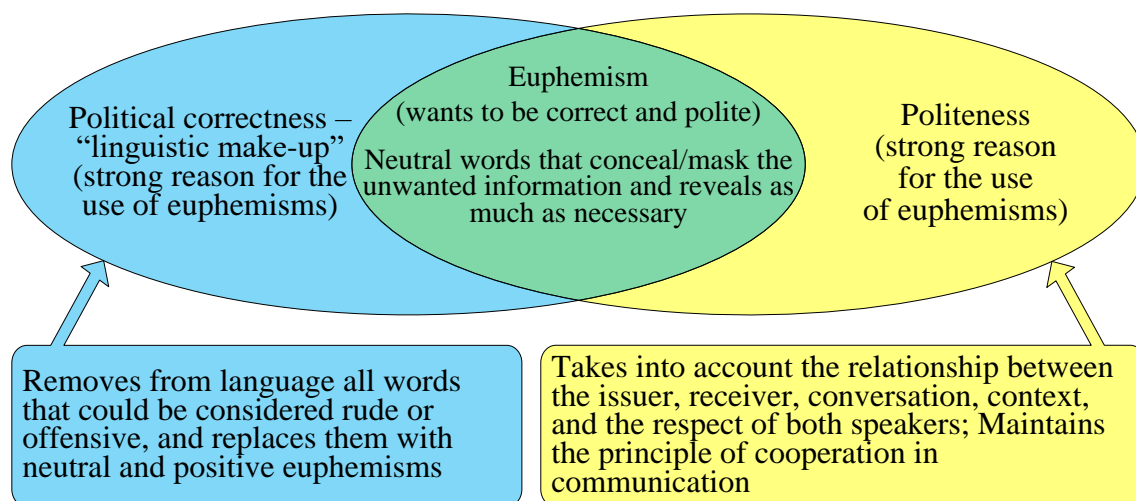 Political correctness –
“linguistic make-up”
(strong reason for the
use of euphemisms)
Euphemism
(wants to be correct and polite)
Neutral words that conceal/mask the
unwanted information and reveals as
much as necessary
Politeness
(strong reason
for the use
of euphemisms)
Removes from language all words
that could be considered rude or
offensive, and replaces them with
neutral and positive euphemisms
Takes into account the relationship between
the issuer, receiver, conversation, context,
and the respect of both speakers; Maintains
the principle of cooperation in
communication